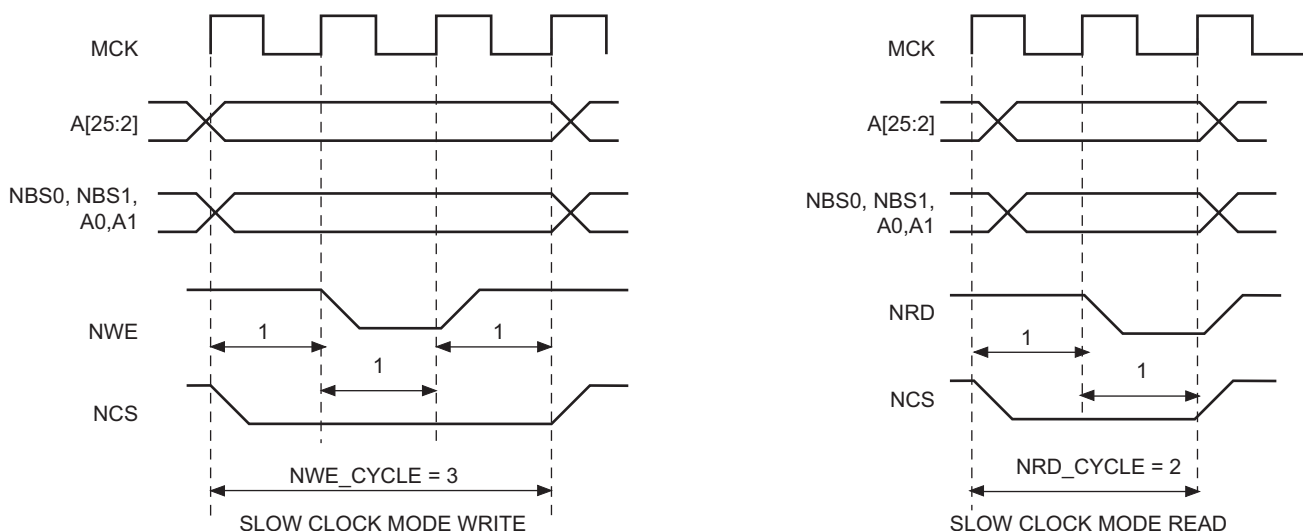 MCK
A[25:2]
NBS0, NBS1,
A0,A1
NWE
1
1
1
NCS
NWE_CYCLE = 3
SLOW CLOCK MODE WRITE
MCK
A[25:2]
NBS0, NBS1,
A0,A1
NRD
1
1
NCS
NRD_CYCLE = 2
SLOW CLOCK MODE READ